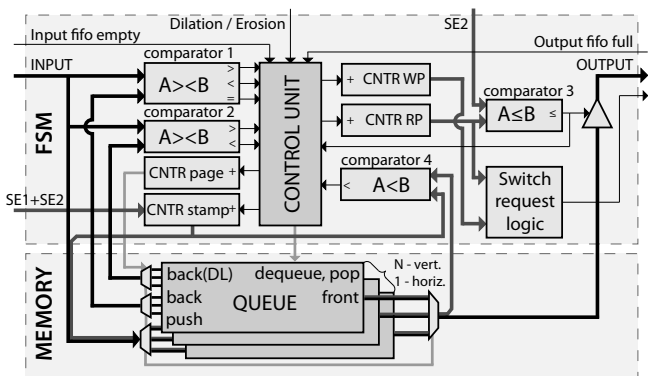 Dilation / Erosion
SE2
Input fifo empty
Output fifo full
INPUT
OUTPUT
comparator 1
A><B
>
<
=
comparator 2
A><B
>
<
CNTR page +
CNTR stamp+
SE1+SE2
FSM
CONTROL UNIT
+ CNTR WP
+ CNTR RP
comparator 3
A≤B ≤
comparator 4
< A<B
Switch
request
logic
MEMORY
back(DL)
dequeue, pop
back
QUEUE
front
push
N - vert.
1 - horiz.